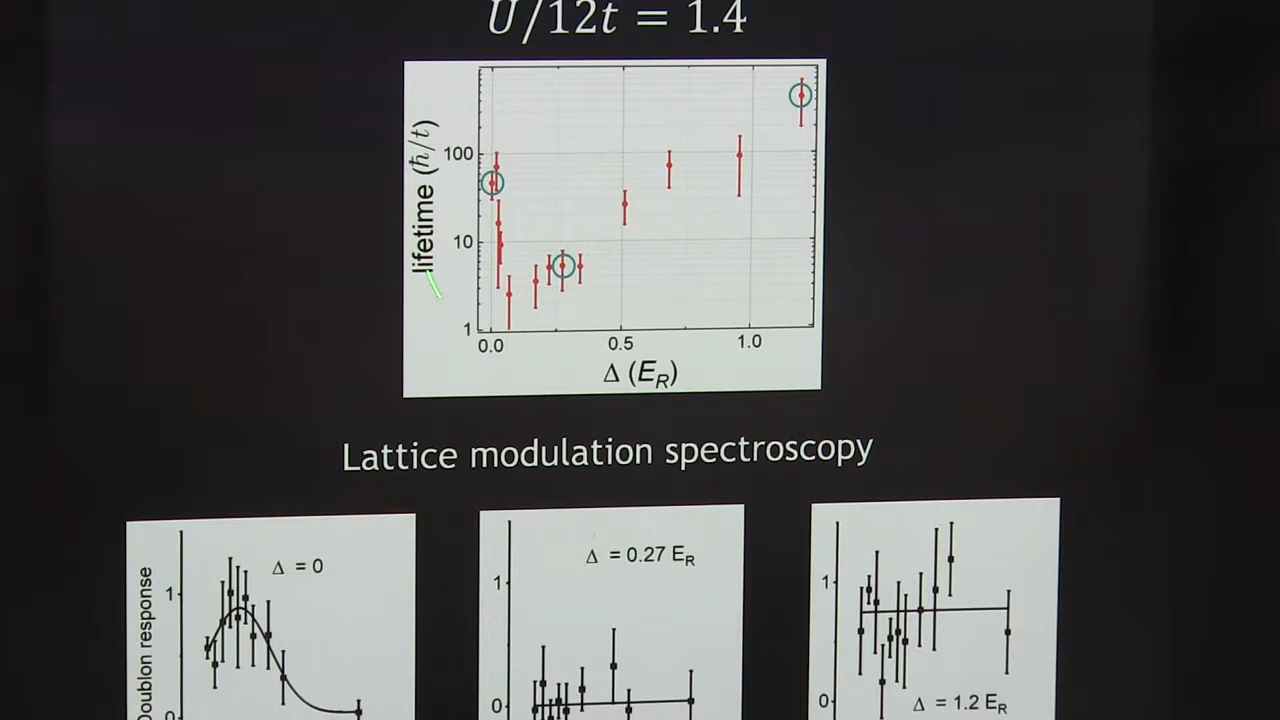 U/12t = 1.4
lifetime (ħ/t)
100
10
1
0.0 0.5 1.0
Δ (E_R)
Lattice modulation spectroscopy
Doublon response
1
0
Δ = 0
1
0
Δ = 0.27 E_R
1
0
Δ = 1.2 E_R